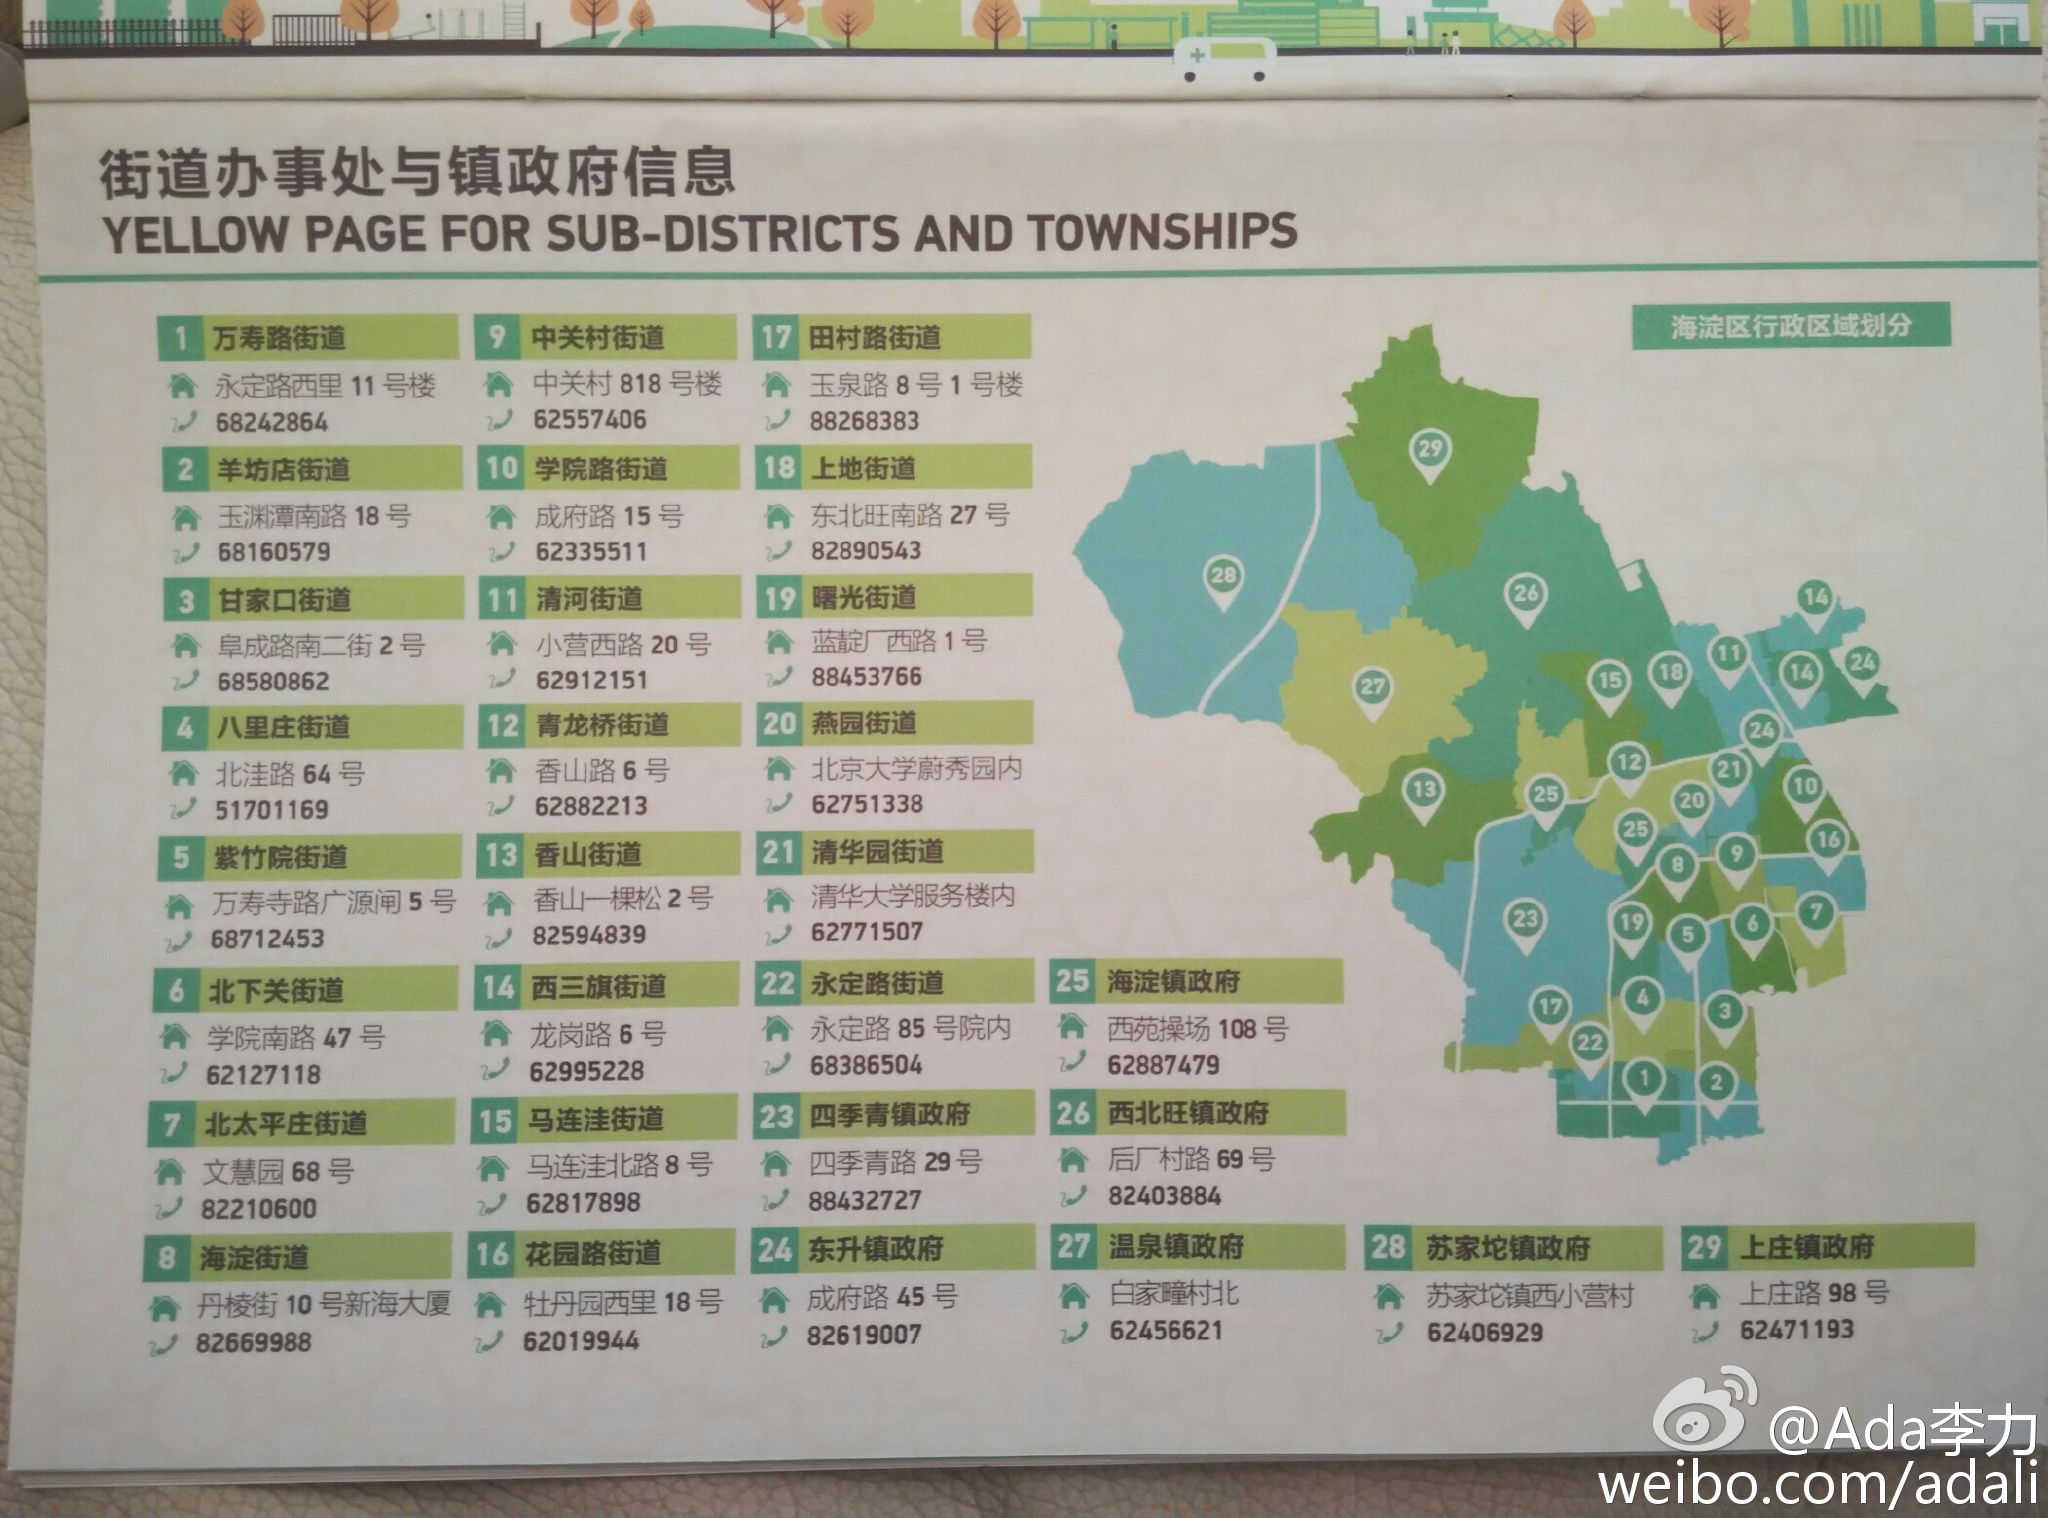 街道办事处与镇政府信息
YELLOW PAGE FOR SUB-DISTRICTS AND TOWNSHIPS
海淀区行政区域划分
1 万寿路街道
永定路西里 11 号楼
68242864
2 羊坊店街道
玉渊潭南路 18 号
68160579
3 甘家口街道
阜成路南二街 2 号
68580862
4 八里庄街道
北洼路 64 号
51701169
5 紫竹院街道
万寿寺路广源闸 5 号
68712453
6 北下关街道
学院南路 47 号
62127118
7 北太平庄街道
文慧园 68 号
82210600
8 海淀街道
丹棱街 10 号新海大厦
82669988
9 中关村街道
中关村 818 号楼
62557406
10 学院路街道
成府路 15 号
62335511
11 清河街道
小营西路 20 号
62912151
12 青龙桥街道
香山路 6 号
62882213
13 香山街道
香山一棵松 2 号
82594839
14 西三旗街道
龙岗路 6 号
62995228
15 马连洼街道
马连洼北路 8 号
62817898
16 花园路街道
牡丹园西里 18 号
62019944
17 田村路街道
玉泉路 8 号 1 号楼
88268383
18 上地街道
东北旺南路 27 号
82890543
19 曙光街道
蓝靛厂西路 1 号
88453766
20 燕园街道
北京大学蔚秀园内
62751338
21 清华园街道
清华大学服务楼内
62771507
22 永定路街道
永定路 85 号院内
68386504
23 四季青镇政府
四季青路 29 号
88432727
24 东升镇政府
成府路 45 号
82619007
25 海淀镇政府
西苑操场 108 号
62887479
26 西北旺镇政府
后厂村路 69 号
82403884
27 温泉镇政府
白家疃村北
62456621
28 苏家坨镇政府
苏家坨镇西小营村
62406929
29 上庄镇政府
上庄路 98 号
62471193
29
28
26
14
11
14
24
15
18
27
24
12
21
13
25
20
10
25
8
9
16
23
19
5
6
7
17
4
3
22
1
2
@Ada李力
weibo.com/adali